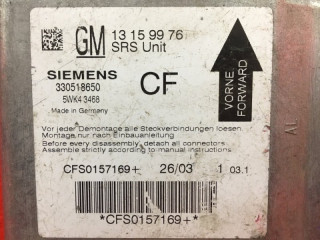 GM 13 15 99 76
SRS Unit
SIEMENS
330518650
5WK4 3468
Made in Germany
CF
VORNE
FORWARD
Vor jeder Demontage alle Steckverbindungen loesen
Montage nur nach Einbauanleitung
Before every disassembly detach all connectors
Assemble strictly according to manual instructions
CFS0157169+ 26/03 1 03.1
*CFS0157169+*